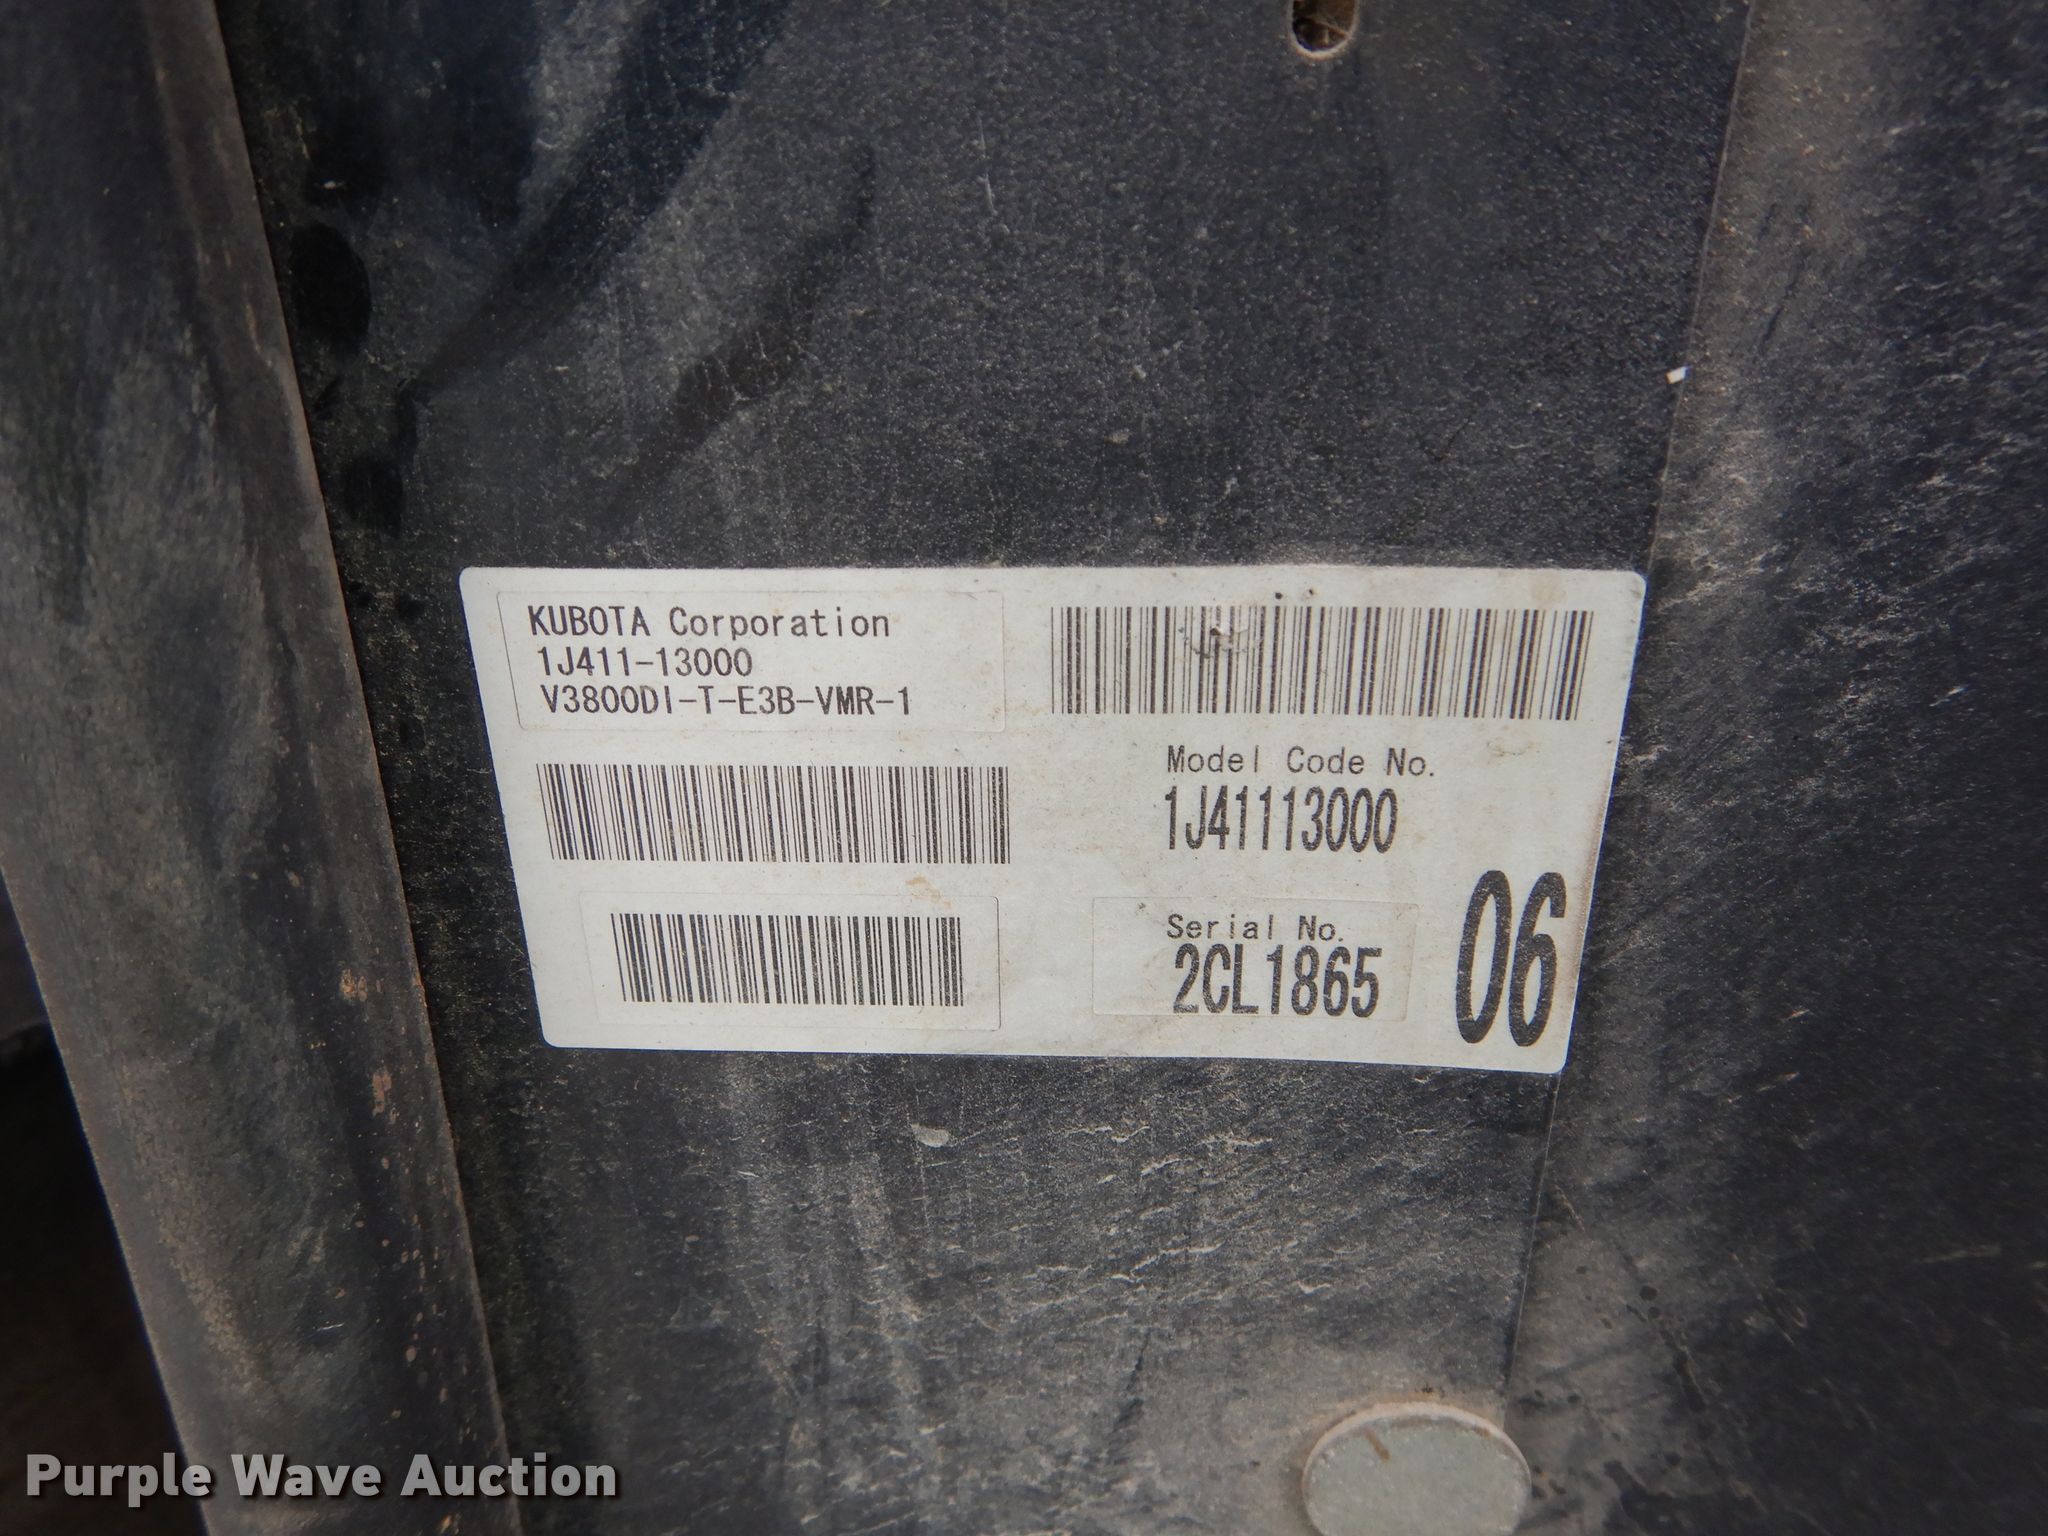 KUBOTA Corporation
1J411-13000
V3800DI-T-E3B-VMR-1
Model Code No.
1J41113000
Serial No.
2CL1865
06
Purple Wave Auction